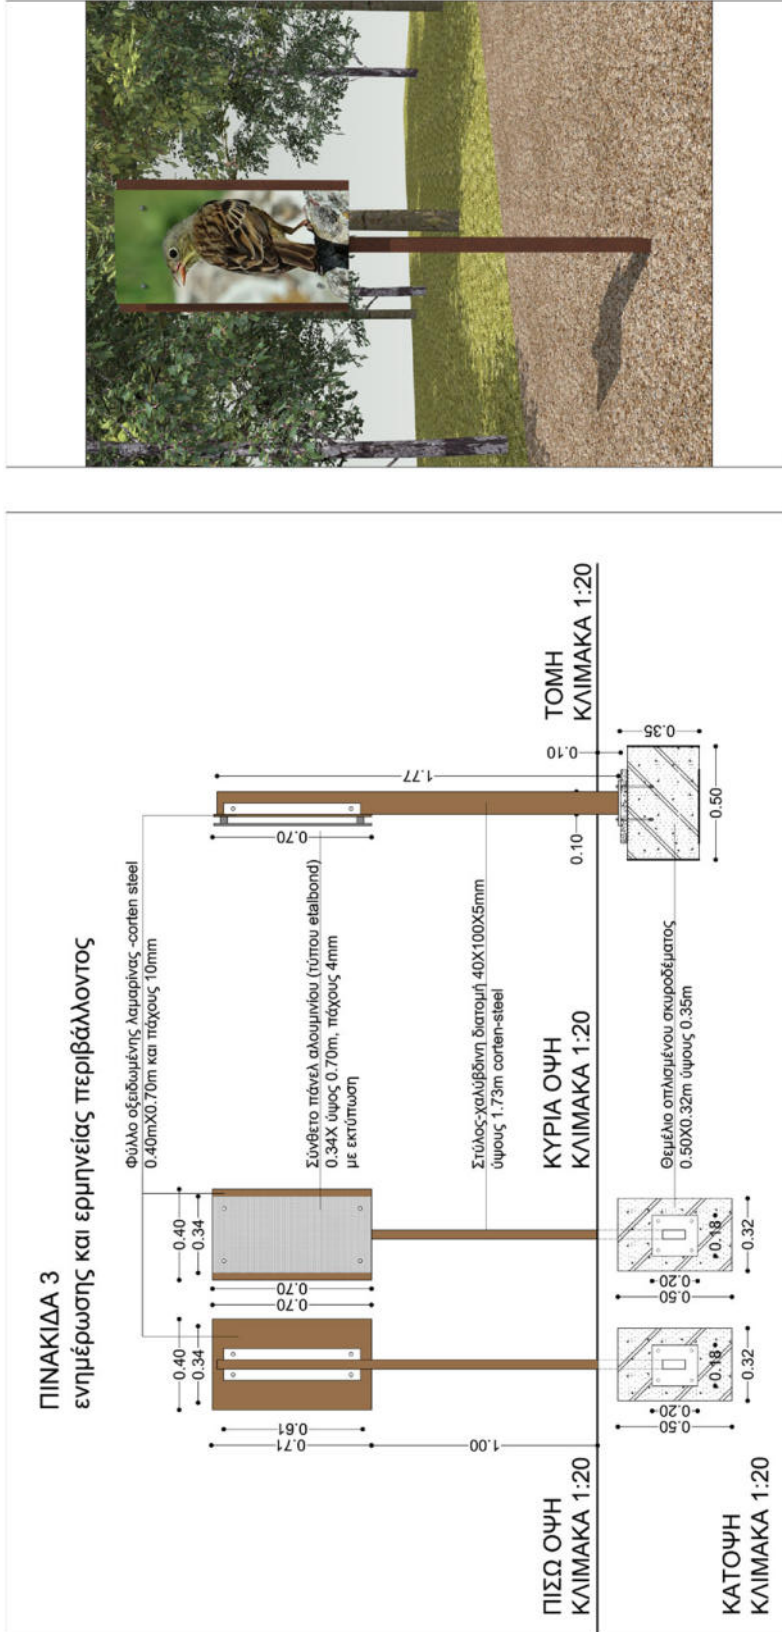 ΠΙΝΑΚΙΔΑ 3
ενημέρωσης και ερμηνείας περιβάλλοντος
Φύλλο οξειδωμένης λαμαρίνας -corten steel
0.40mX0.70m και πάχους 10mm
Σύνθετο πάνελ αλουμινίου (τύπου etalbond)
0.34X ύψος 0.70m, πάχους 4mm
με εκτύπωση
Στύλος-χαλύβδινη διατομή 40X100X5mm
ύψους 1.73m corten-steel
Θεμέλιο οπλισμένου σκυροδέματος
0.50X0.32m ύψους 0.35m
0.40
0.34
0.61
0.71
1.00
0.40
0.34
0.70
0.70
0.70
1.77
0.10
0.10
0.35
0.50
ΠΙΣΩ ΟΨΗ
ΚΛΙΜΑΚΑ 1:20
ΚΥΡΙΑ ΟΨΗ
ΚΛΙΜΑΚΑ 1:20
ΤΟΜΗ
ΚΛΙΜΑΚΑ 1:20
0.50
0.20
0.18
0.32
0.50
0.20
0.18
0.32
ΚΑΤΟΨΗ
ΚΛΙΜΑΚΑ 1:20